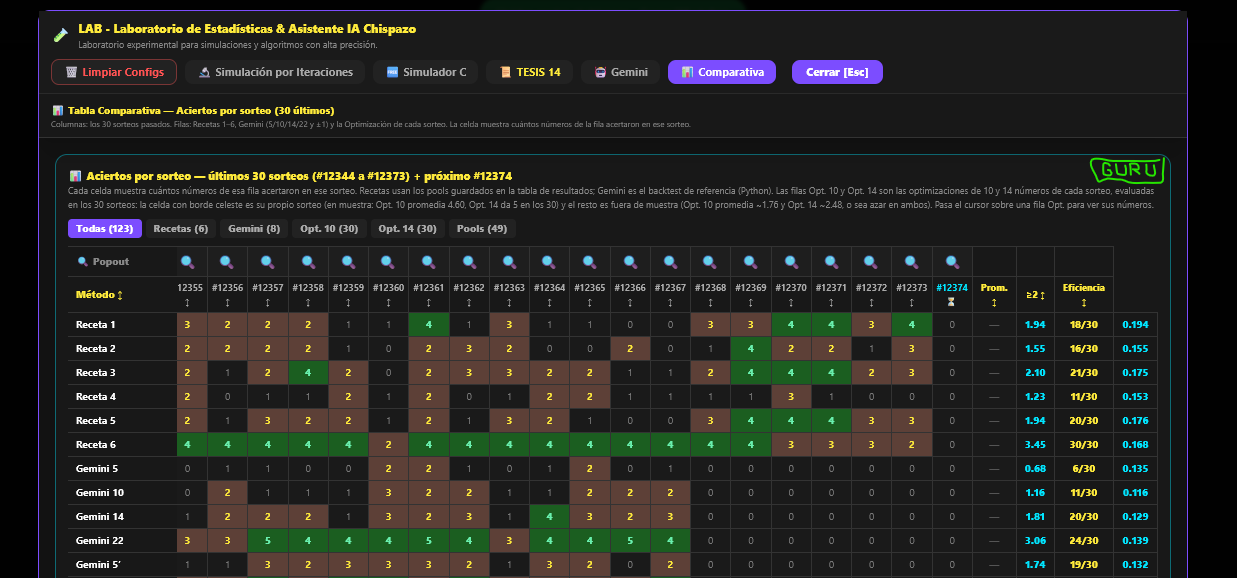 LAB - Laboratorio de Estadísticas & Asistente IA Chispazo
Laboratorio experimental para simulaciones y algoritmos con alta precisión.
Limpiar Configs Simulación por Iteraciones Simulador C TESIS 14 Gemini Comparativa Cerrar [Esc]
Tabla Comparativa — Aciertos por sorteo (30 últimos)
Columnas: los 30 sorteos pasados. Filas: Recetas 1–6, Gemini (5/10/14/22 y ±1) y la Optimización de cada sorteo. La celda muestra cuántos números de la fila acertaron en ese sorteo.
GURU
Aciertos por sorteo — últimos 30 sorteos (#12344 a #12373) + próximo #12374
Cada celda muestra cuántos números de esa fila acertaron en ese sorteo. Recetas usan los pools guardados en la tabla de resultados; Gemini es el backtest de referencia (Python). Las filas Opt. 10 y Opt. 14 son las optimizaciones de 10 y 14 números de cada sorteo, evaluadas
en los 30 sorteos: la celda con borde celeste es su propio sorteo (en muestra: Opt. 10 promedia 4.60, Opt. 14 da 5 en los 30) y el resto es fuera de muestra (Opt. 10 promedia ~1.76 y Opt. 14 ~2.48, o sea azar en ambos). Pasa el cursor sobre una fila Opt. para ver sus números.
Todas (123) Recetas (6) Gemini (8) Opt. 10 (30) Opt. 14 (30) Pools (49)
Popout
Método ↕ 12355 ↕ #12356 ↕ #12357 ↕ #12358 ↕ #12359 ↕ #12360 ↕ #12361 ↕ #12362 ↕ #12363 ↕ #12364 ↕ #12365 ↕ #12366 ↕ #12367 ↕ #12368 ↕ #12369 ↕ #12370 ↕ #12371 ↕ #12372 ↕ #12373 ↕ #12374 ⏳ Prom. ↕ ≥2 ↕ Eficiencia ↕
Receta 1 3 2 2 2 1 1 4 1 3 1 1 0 0 3 3 4 4 3 4 0 — 1.94 18/30 0.194
Receta 2 2 2 2 2 1 0 2 3 2 0 0 2 0 1 4 2 2 1 3 0 — 1.55 16/30 0.155
Receta 3 2 1 2 4 2 0 2 3 3 2 2 1 1 2 4 4 4 2 3 0 — 2.10 21/30 0.175
Receta 4 2 0 1 1 2 1 2 0 1 2 2 1 1 1 1 3 1 0 0 0 — 1.23 11/30 0.153
Receta 5 2 1 3 2 2 1 2 1 3 2 1 0 0 3 4 4 4 3 3 0 — 1.94 20/30 0.176
Receta 6 4 4 4 4 4 2 4 4 4 4 4 4 4 4 4 3 3 3 2 0 — 3.45 30/30 0.168
Gemini 5 0 1 1 0 0 2 2 1 0 1 2 0 1 0 0 0 0 0 0 0 — 0.68 6/30 0.135
Gemini 10 0 2 1 1 1 3 2 2 1 1 2 2 2 0 0 0 0 0 0 0 — 1.16 11/30 0.116
Gemini 14 1 2 2 2 1 3 2 3 1 4 3 2 3 0 0 0 0 0 0 0 — 1.81 20/30 0.129
Gemini 22 3 3 5 4 4 4 5 4 3 4 4 5 4 0 0 0 0 0 0 0 — 3.06 24/30 0.139
Gemini 5′ 1 1 3 2 3 3 3 2 1 3 2 0 2 0 0 0 0 0 0 0 — 1.74 19/30 0.132